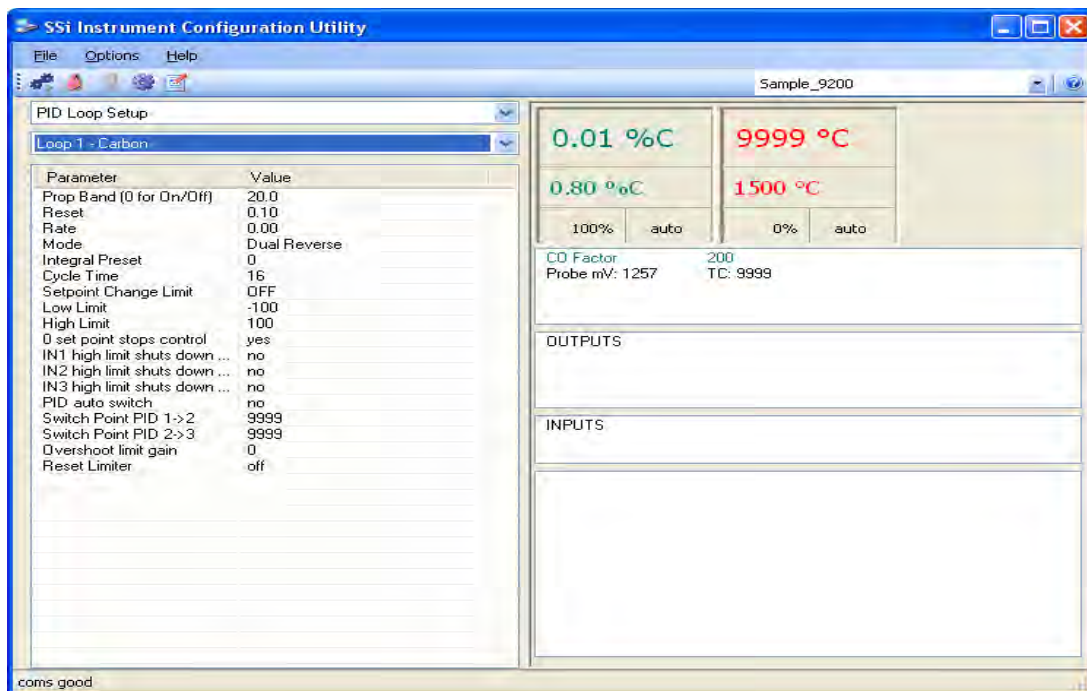 SSi Instrument Configuration Utility
File Options Help
Sample_9200
PID Loop Setup
Loop 1 - Carbon
Parameter Value
Prop Band (0 for On/Off) 20.0
Reset 0.10
Rate 0.00
Mode Dual Reverse
Integral Preset 0
Cycle Time 16
Setpoint Change Limit OFF
Low Limit -100
High Limit 100
0 set point stops control yes
IN1 high limit shuts down ... no
IN2 high limit shuts down ... no
IN3 high limit shuts down ... no
PID auto switch no
Switch Point PID 1->2 9999
Switch Point PID 2->3 9999
Overshoot limit gain 0
Reset Limiter off
0.01 %C
0.80 %C
100% auto
9999 °C
1500 °C
0% auto
CO Factor 200
Probe mV: 1257 TC: 9999
OUTPUTS
INPUTS
coms good